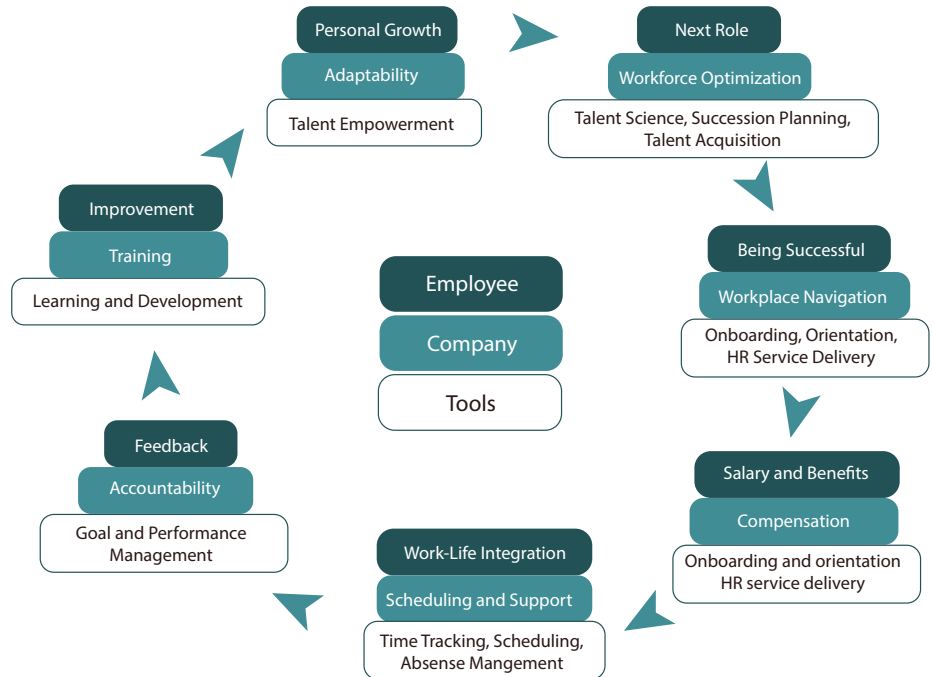 Personal Growth
Adaptability
Talent Empowerment
Next Role
Workforce Optimization
Talent Science, Succession Planning,
Talent Acquisition
Being Successful
Workplace Navigation
Onboarding, Orientation,
HR Service Delivery
Salary and Benefits
Compensation
Onboarding and orientation
HR service delivery
Work-Life Integration
Scheduling and Support
Time Tracking, Scheduling,
Absense Mangement
Feedback
Accountability
Goal and Performance
Management
Improvement
Training
Learning and Development
Employee
Company
Tools